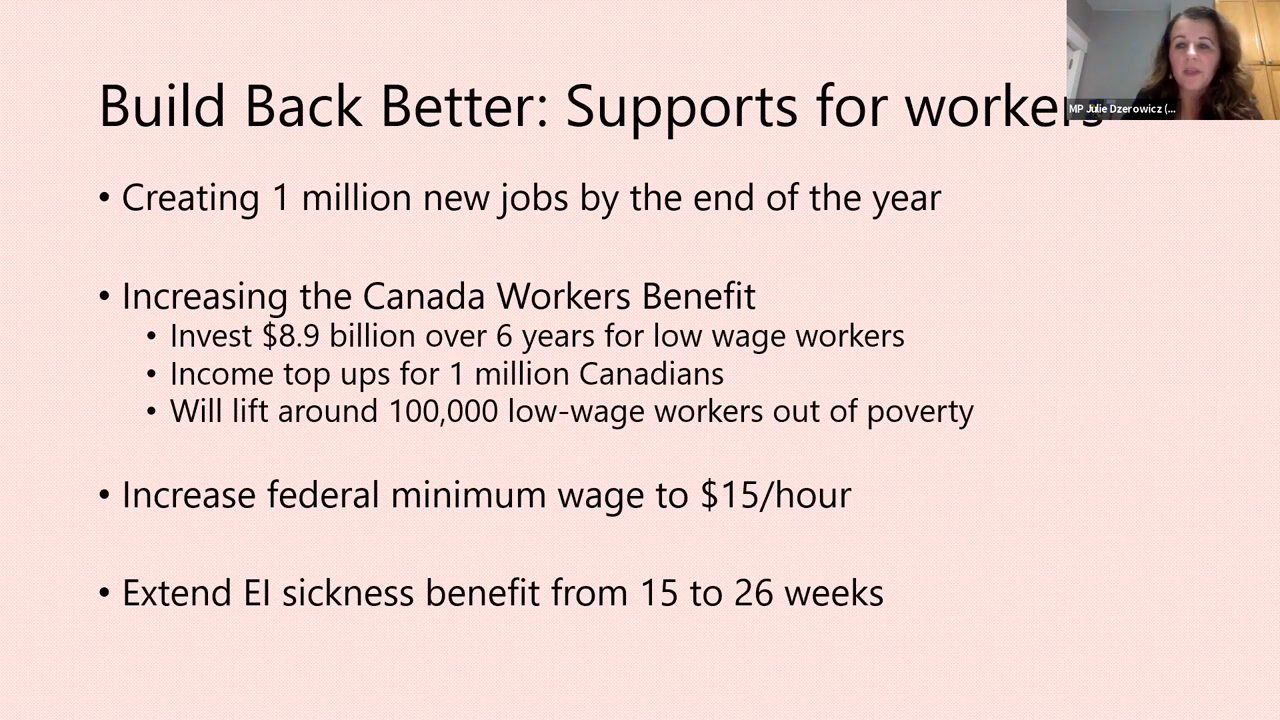 Build Back Better: Supports for workers
MP Julie Dzerowicz (...
• Creating 1 million new jobs by the end of the year
• Increasing the Canada Workers Benefit
• Invest $8.9 billion over 6 years for low wage workers
• Income top ups for 1 million Canadians
• Will lift around 100,000 low-wage workers out of poverty
• Increase federal minimum wage to $15/hour
• Extend EI sickness benefit from 15 to 26 weeks